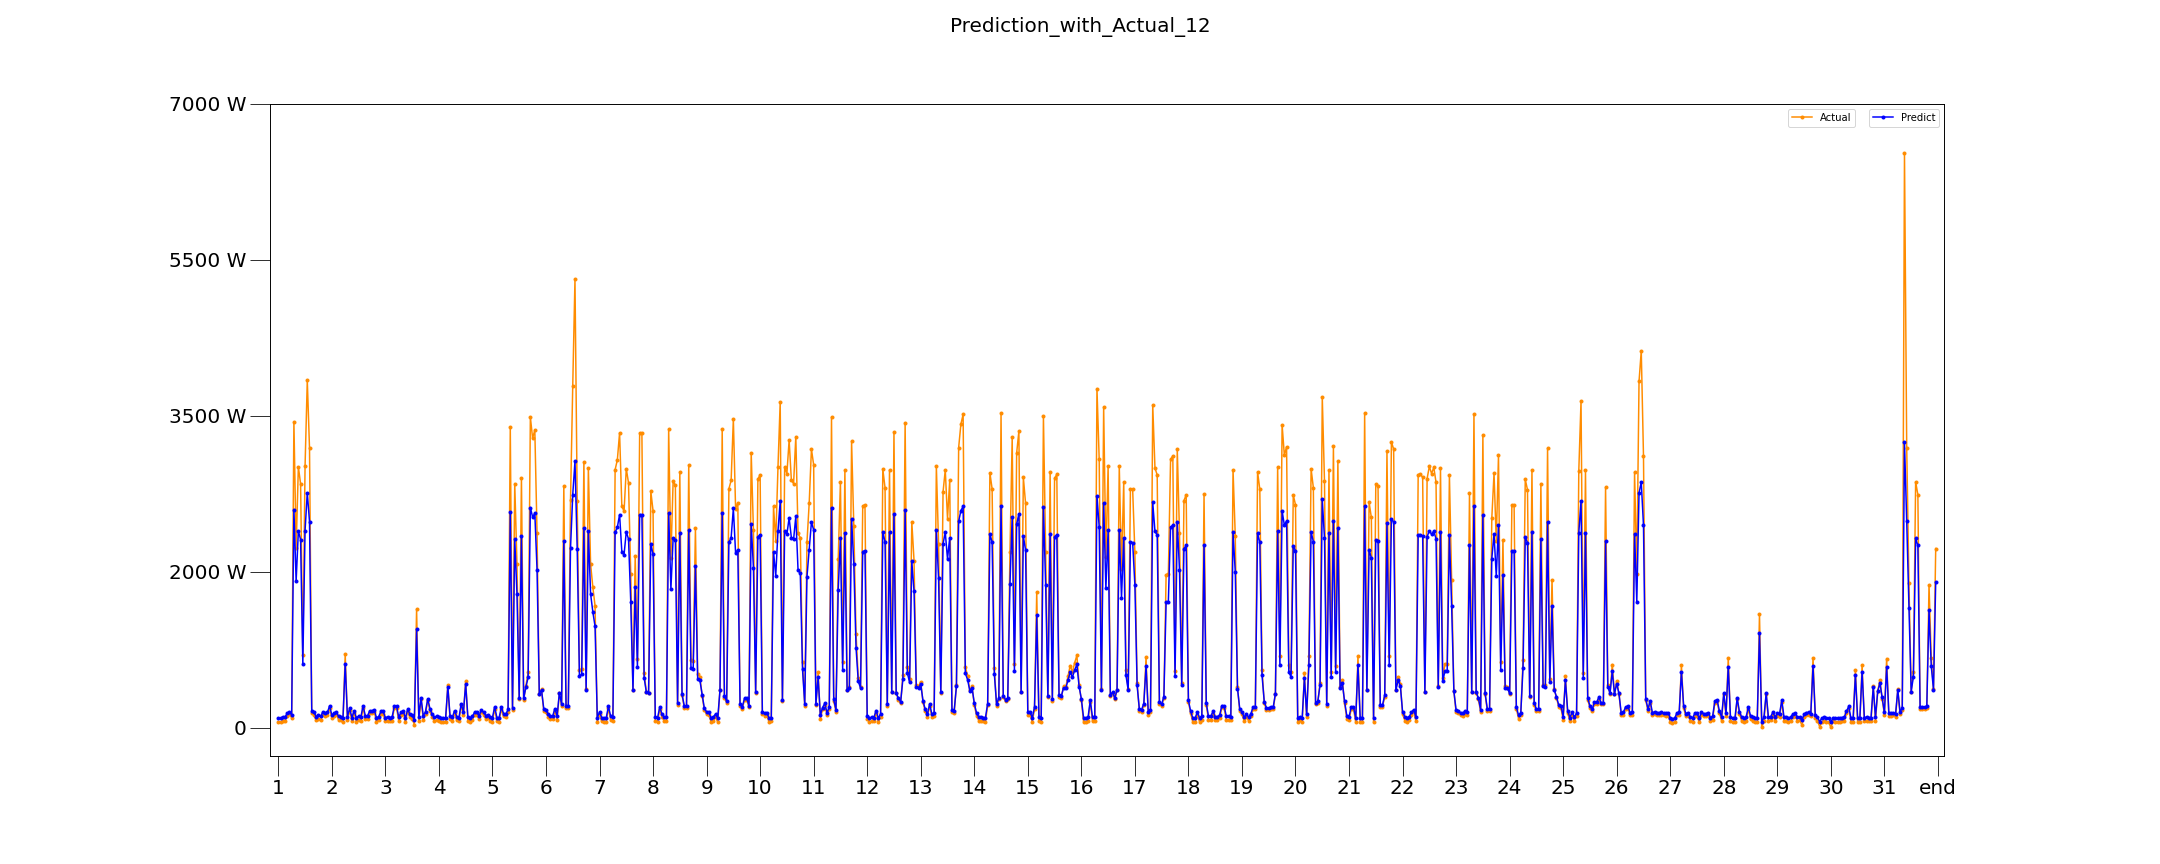 Prediction_with_Actual_12
Actual Predict
7000 W
5500 W
3500 W
2000 W
0
1 2 3 4 5 6 7 8 9 10 11 12 13 14 15 16 17 18 19 20 21 22 23 24 25 26 27 28 29 30 31 end